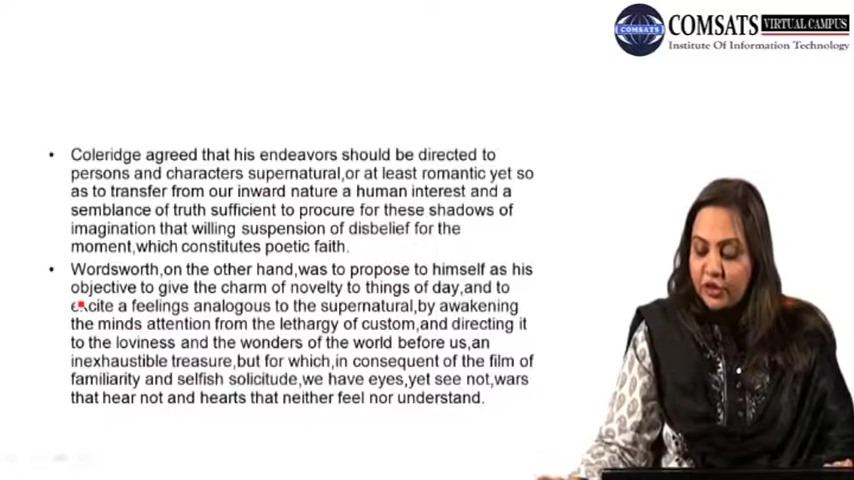 COMSATS VIRTUAL CAMPUS
Institute Of Information Technology
COMSATS
• Coleridge agreed that his endeavors should be directed to
persons and characters supernatural,or at least romantic yet so
as to transfer from our inward nature a human interest and a
semblance of truth sufficient to procure for these shadows of
imagination that willing suspension of disbelief for the
moment,which constitutes poetic faith.
• Wordsworth,on the other hand,was to propose to himself as his
objective to give the charm of novelty to things of day,and to
excite a feelings analogous to the supernatural,by awakening
the minds attention from the lethargy of custom,and directing it
to the loviness and the wonders of the world before us,an
inexhaustible treasure,but for which,in consequent of the film of
familiarity and selfish solicitude,we have eyes,yet see not,wars
that hear not and hearts that neither feel nor understand.